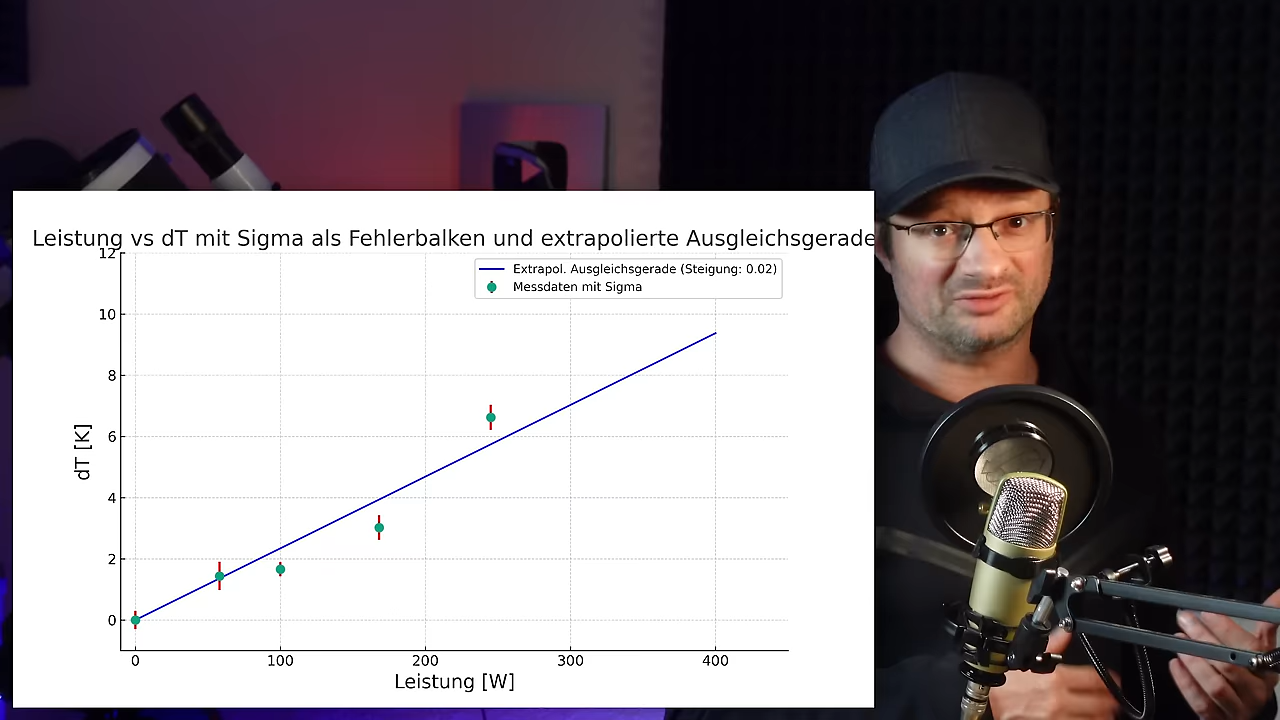 Leistung vs dT mit Sigma als Fehlerbalken und extrapolierte Ausgleichsgerade
Extrapol. Ausgleichsgerade (Steigung: 0.02)
Messdaten mit Sigma
12
10
8
6
4
2
0
dT [K]
0 100 200 300 400
Leistung [W]